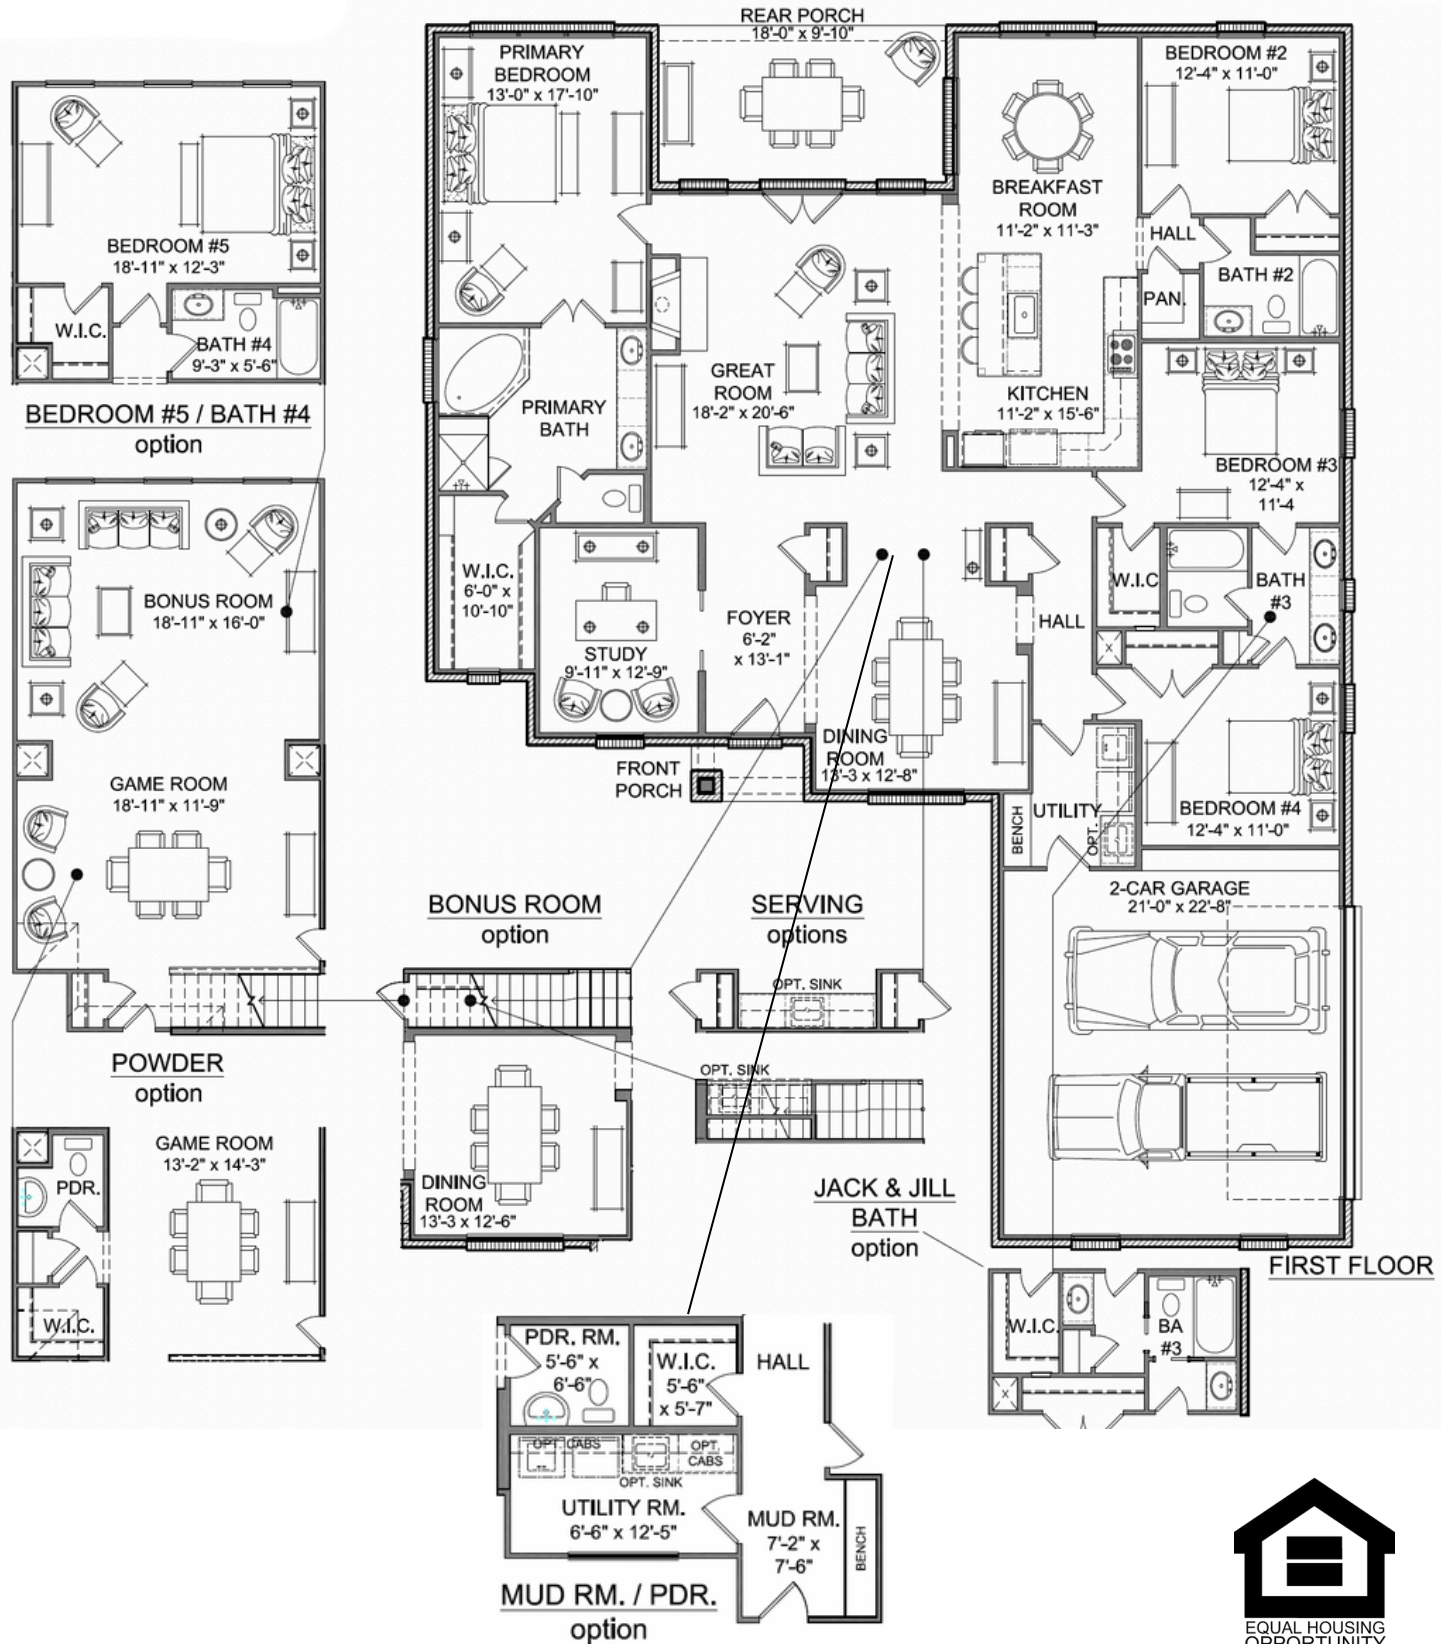 REAR PORCH
18'-0" x 9'-10"
PRIMARY
BEDROOM
13'-0" x 17'-10"
BEDROOM #2
12'-4" x 11'-0"
BREAKFAST
ROOM
11'-2" x 11'-3"
HALL
BATH #2
PAN.
BEDROOM #5
18'-11" x 12'-3"
W.I.C.
BATH #4
9'-3" x 5'-6"
BEDROOM #5 / BATH #4
option
GREAT
ROOM
18'-2" x 20'-6"
KITCHEN
11'-2" x 15'-6"
PRIMARY
BATH
BEDROOM #3
12'-4" x
11'-4
W.I.C.
6'-0" x
10'-10"
W.I.C
BATH
#3
BONUS ROOM
18'-11" x 16'-0"
FOYER
6'-2"
x 13'-1"
HALL
STUDY
9'-11" x 12'-9"
DINING
ROOM
13'-3 x 12'-8"
FRONT
PORCH
GAME ROOM
18'-11" x 11'-9"
BENCH
UTILITY
OPT.
BEDROOM #4
12'-4" x 11'-0"
2-CAR GARAGE
21'-0" x 22'-8"
BONUS ROOM
option
SERVING
options
OPT. SINK
POWDER
option
OPT. SINK
GAME ROOM
13'-2" x 14'-3"
PDR.
W.I.C.
DINING
ROOM
13'-3 x 12'-6"
JACK & JILL
BATH
option
FIRST FLOOR
W.I.C.
BA
#3
PDR. RM.
5'-6" x
6'-6"
W.I.C.
5'-6"
x 5'-7"
HALL
OPT. CABS
OPT.
CABS
OPT. SINK
UTILITY RM.
6'-6" x 12'-5"
MUD RM.
7'-2" x
7'-6"
BENCH
MUD RM. / PDR.
option
EQUAL HOUSING
OPPORTUNITY